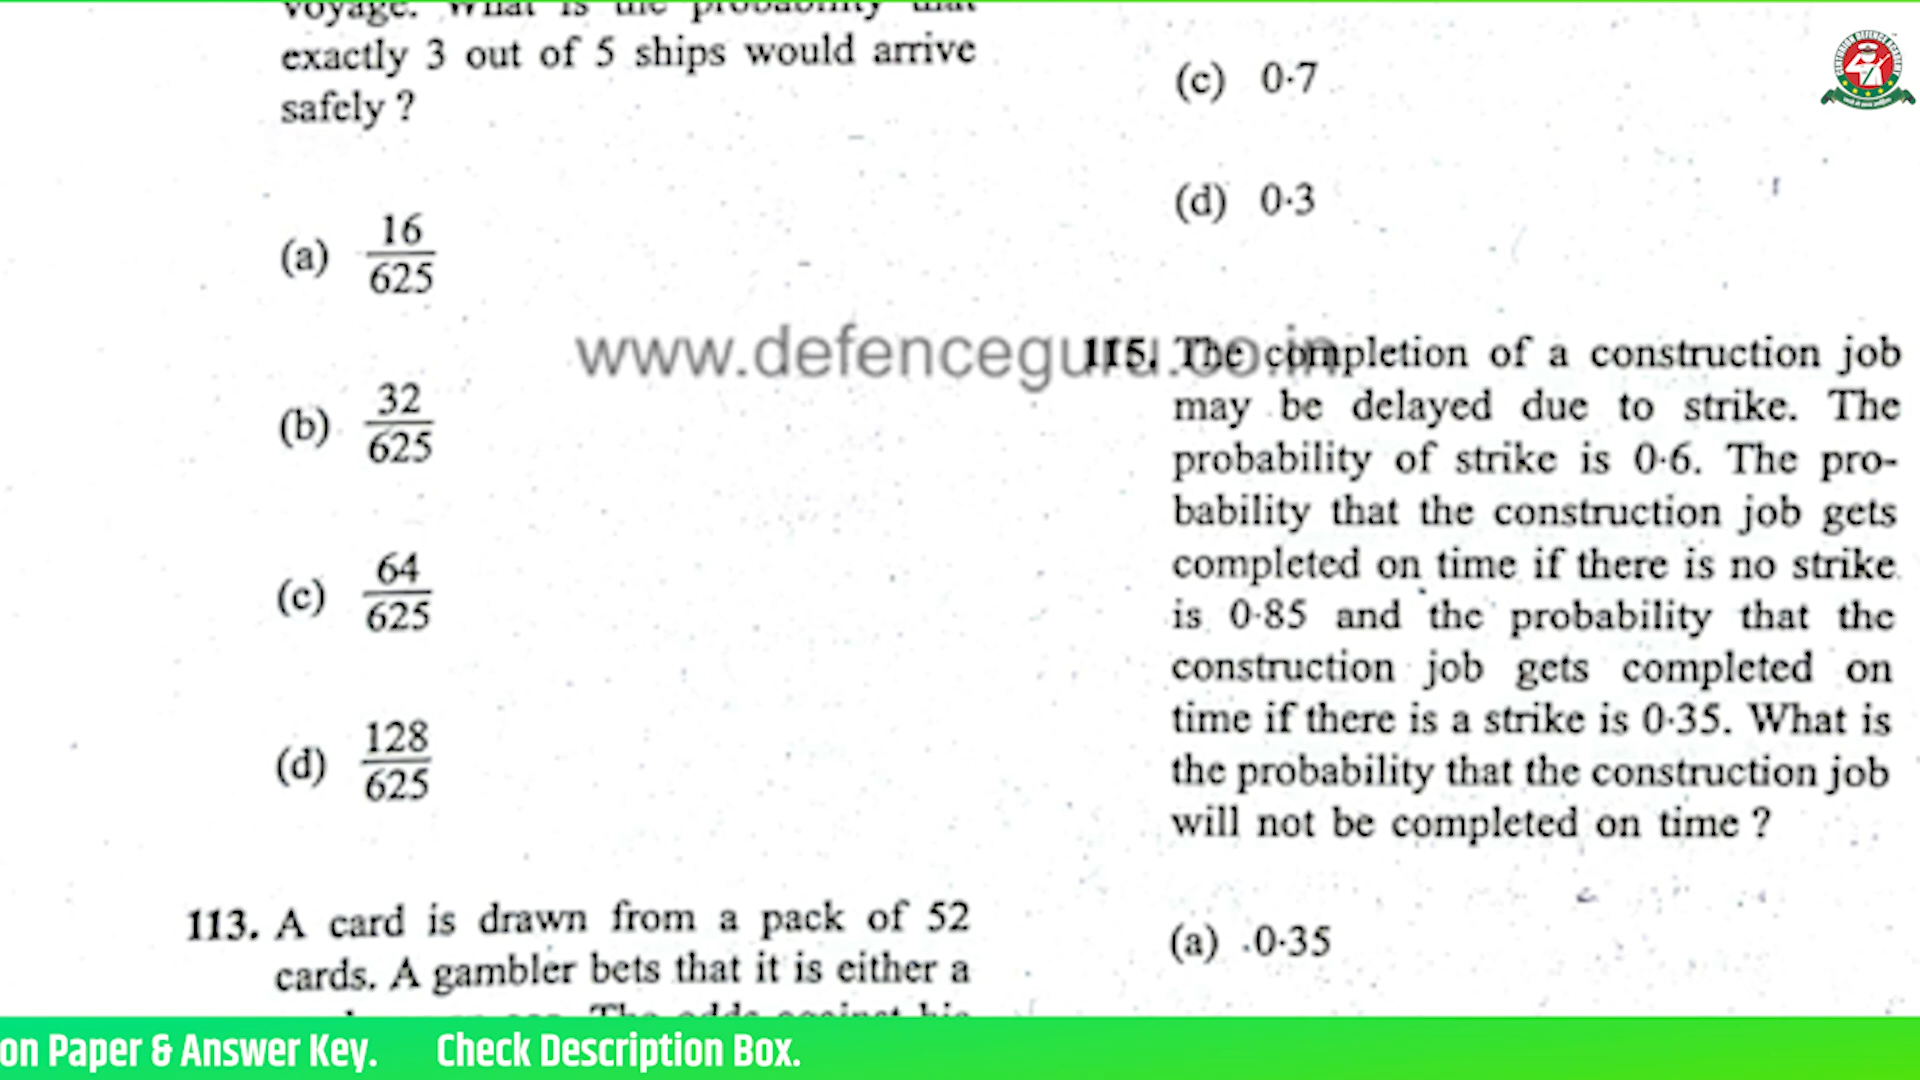 exactly 3 out of 5 ships would arrive
safely ?
(a) 16
625
(b) 32
625
(c) 64
625
(d) 128
625
113. A card is drawn from a pack of 52
cards. A gambler bets that it is either a
(c) 0·7
(d) 0·3
www.defenceguru.co.in
115. The completion of a construction job
may be delayed due to strike. The
probability of strike is 0·6. The pro-
bability that the construction job gets
completed on time if there is no strike
is 0·85 and the probability that the
construction job gets completed on
time if there is a strike is 0·35. What is
the probability that the construction job
will not be completed on time ?
(a) 0·35
on Paper & Answer Key. Check Description Box.